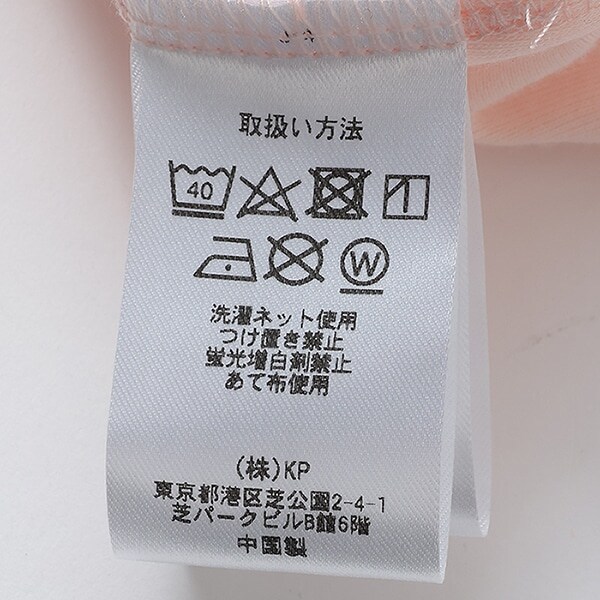 取扱い方法
40
W
洗濯ネット使用
つけ置き禁止
蛍光増白剤禁止
あて布使用
(株)KP
東京都港区芝公園2-4-1
芝パークビルB館6階
中国製